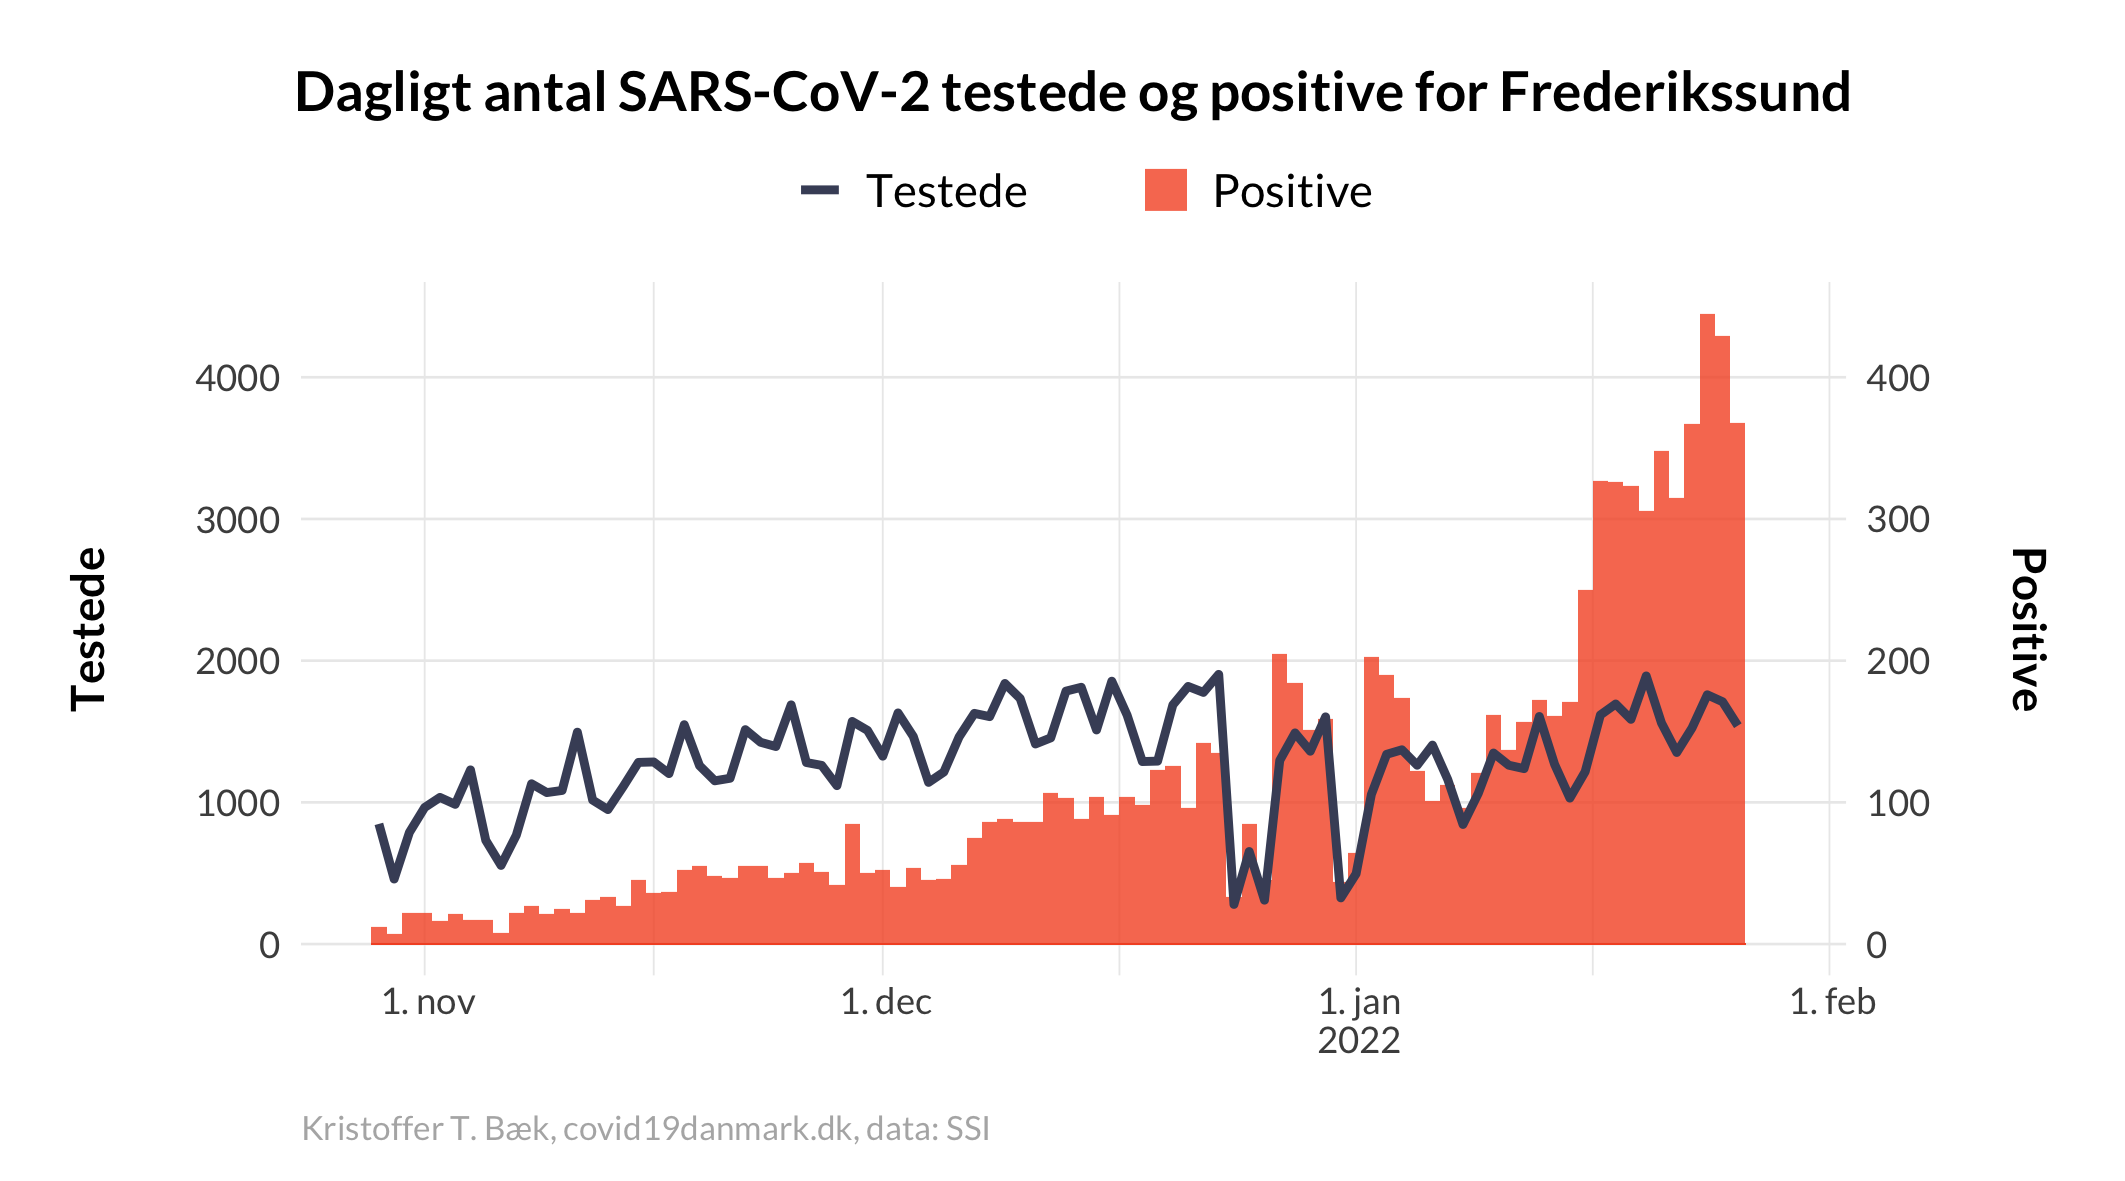 Dagligt antal SARS-CoV-2 testede og positive for Frederikssund
Testede
Positive
Testede
4000
3000
2000
1000
0
400
300
200
100
0
Positive
1. nov
1. dec
1. jan
2022
1. feb
Kristoffer T. Bæk, covid19danmark.dk, data: SSI